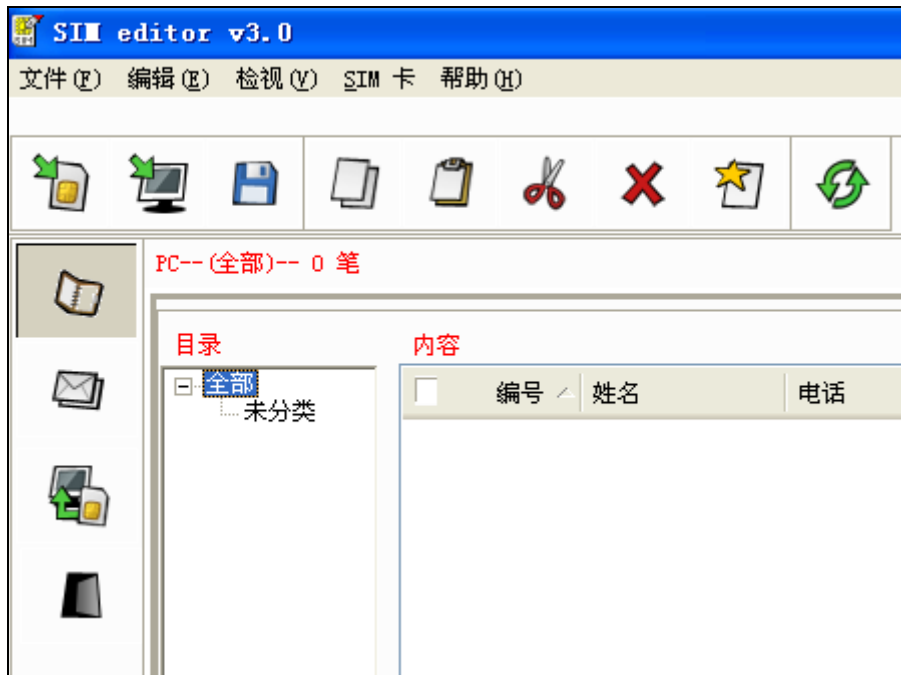 SIM editor v3.0
文件(F) 编辑(E) 检视(V) SIM 卡 帮助(H)
PC--(全部)-- 0 笔
目录 内容
全部 编号 姓名 电话
未分类